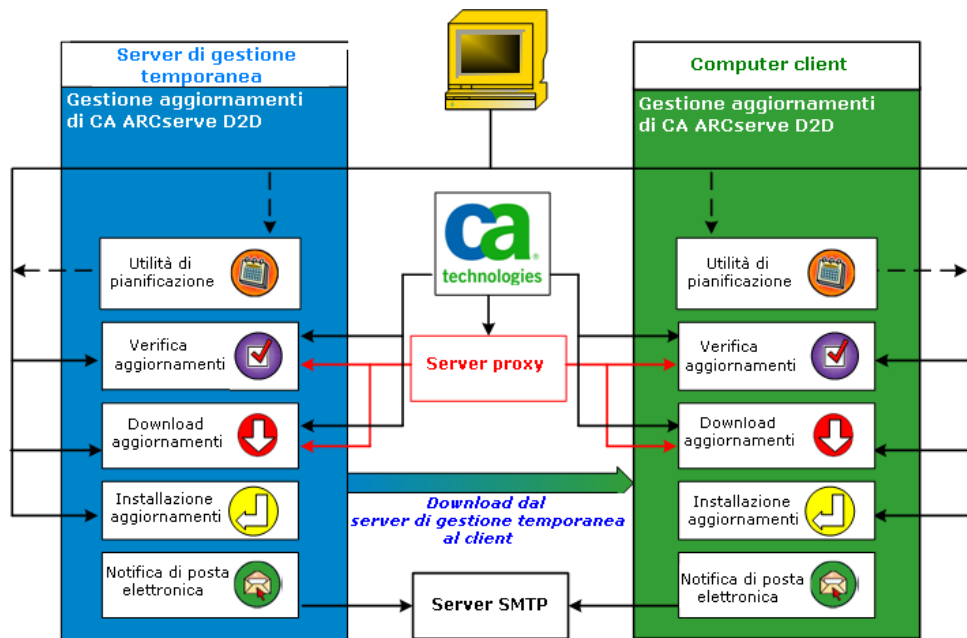 Server di gestione
temporanea
Gestione aggiornamenti
di CA ARCserve D2D
Utilità di
pianificazione
Verifica
aggiornamenti
Download
aggiornamenti
Installazione
aggiornamenti
Notifica di posta
elettronica
ca
technologies
Server proxy
Download dal
server di gestione temporanea
al client
Server SMTP
Computer client
Gestione aggiornamenti
di CA ARCserve D2D
Utilità di
pianificazione
Verifica
aggiornamenti
Download
aggiornamenti
Installazione
aggiornamenti
Notifica di posta
elettronica